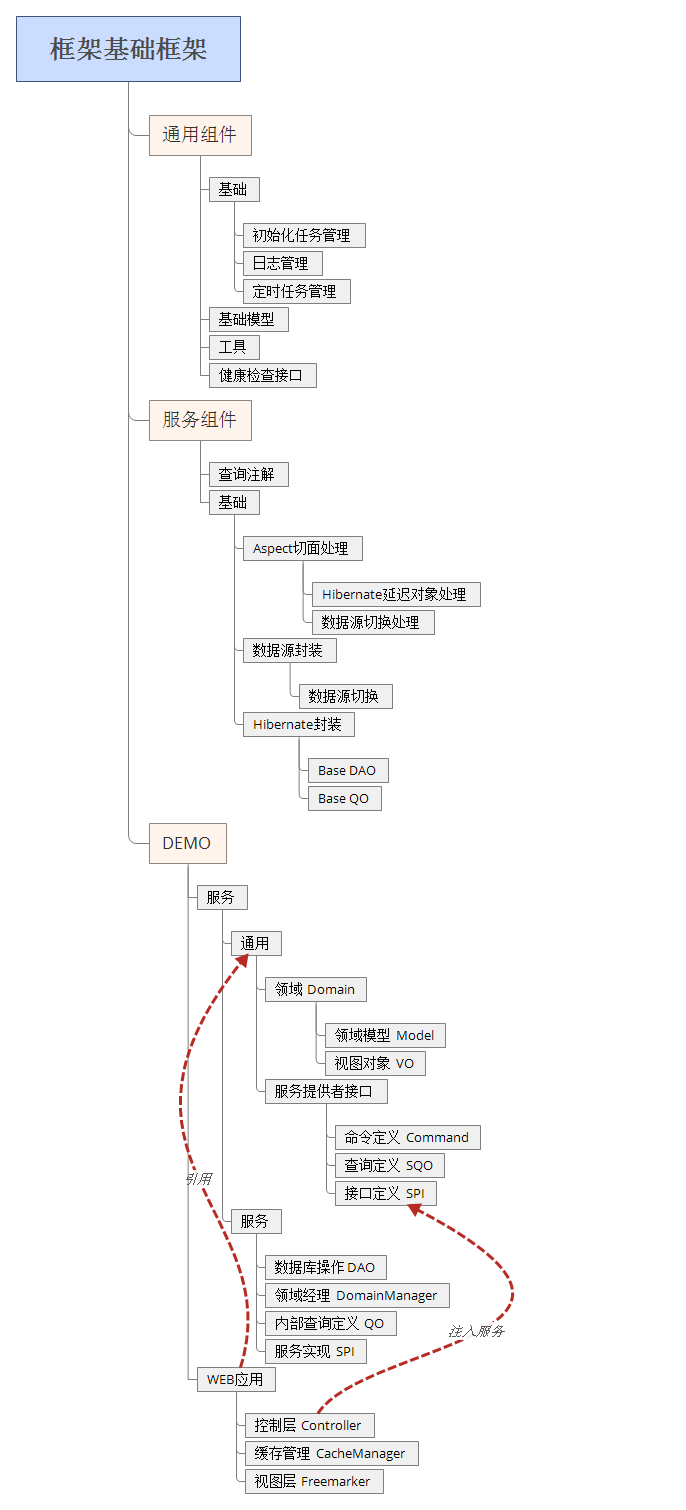 框架基础框架
通用组件
基础
初始化任务管理
日志管理
定时任务管理
基础模型
工具
健康检查接口
服务组件
查询注解
基础
Aspect切面处理
Hibernate延迟对象处理
数据源切换处理
数据源封装
数据源切换
Hibernate封装
Base DAO
Base QO
DEMO
服务
通用
领域 Domain
领域模型 Model
视图对象 VO
服务提供者接口
命令定义 Command
查询定义 SQO
接口定义 SPI
引用
服务
数据库操作 DAO
领域经理 DomainManager
内部查询定义 QO
注入服务
服务实现 SPI
WEB应用
控制层 Controller
缓存管理 CacheManager
视图层 Freemarker